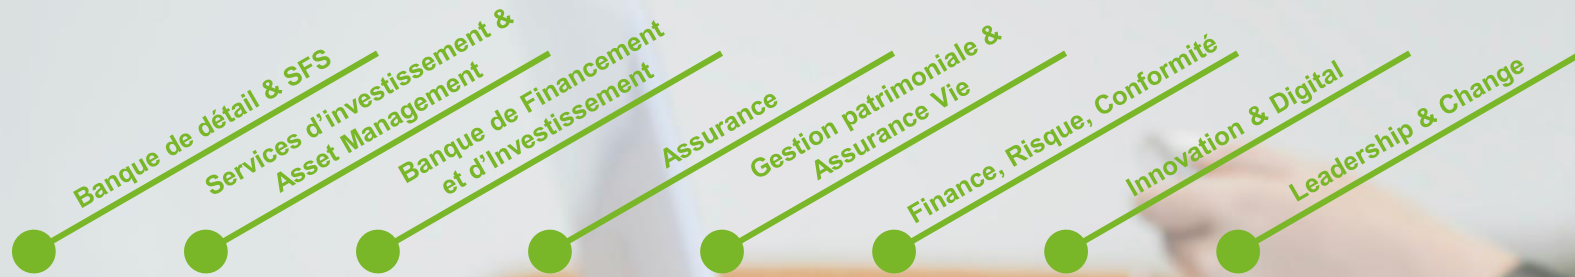 Banque de détail & SFS
Services d’investissement &
Asset Management
Banque de Financement
et d’Investissement
Assurance
Gestion patrimoniale &
Assurance Vie
Finance, Risque, Conformité
Innovation & Digital
Leadership & Change